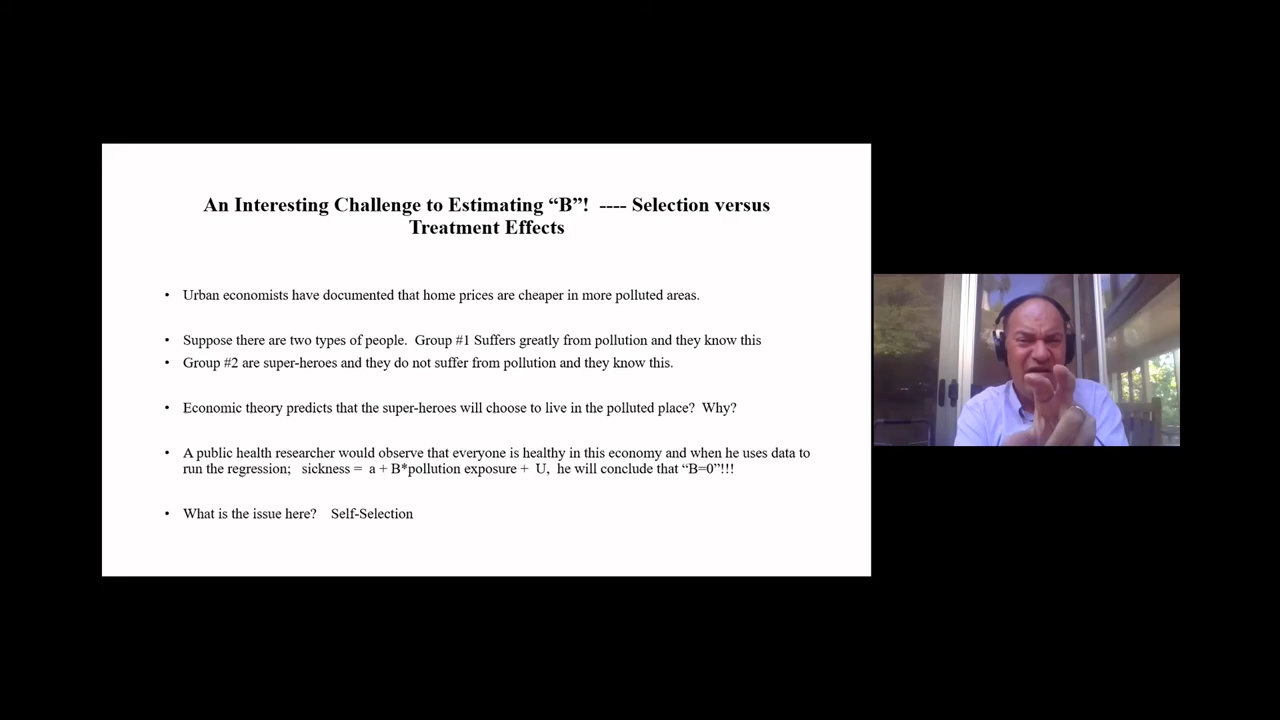 An Interesting Challenge to Estimating “B”!  ---- Selection versus
Treatment Effects
• Urban economists have documented that home prices are cheaper in more polluted areas.
• Suppose there are two types of people.  Group #1 Suffers greatly from pollution and they know this
• Group #2 are super-heroes and they do not suffer from pollution and they know this.
• Economic theory predicts that the super-heroes will choose to live in the polluted place?  Why?
• A public health researcher would observe that everyone is healthy in this economy and when he uses data to
run the regression;   sickness =  a + B*pollution exposure +  U,  he will conclude that “B=0”!!!
• What is the issue here?    Self-Selection